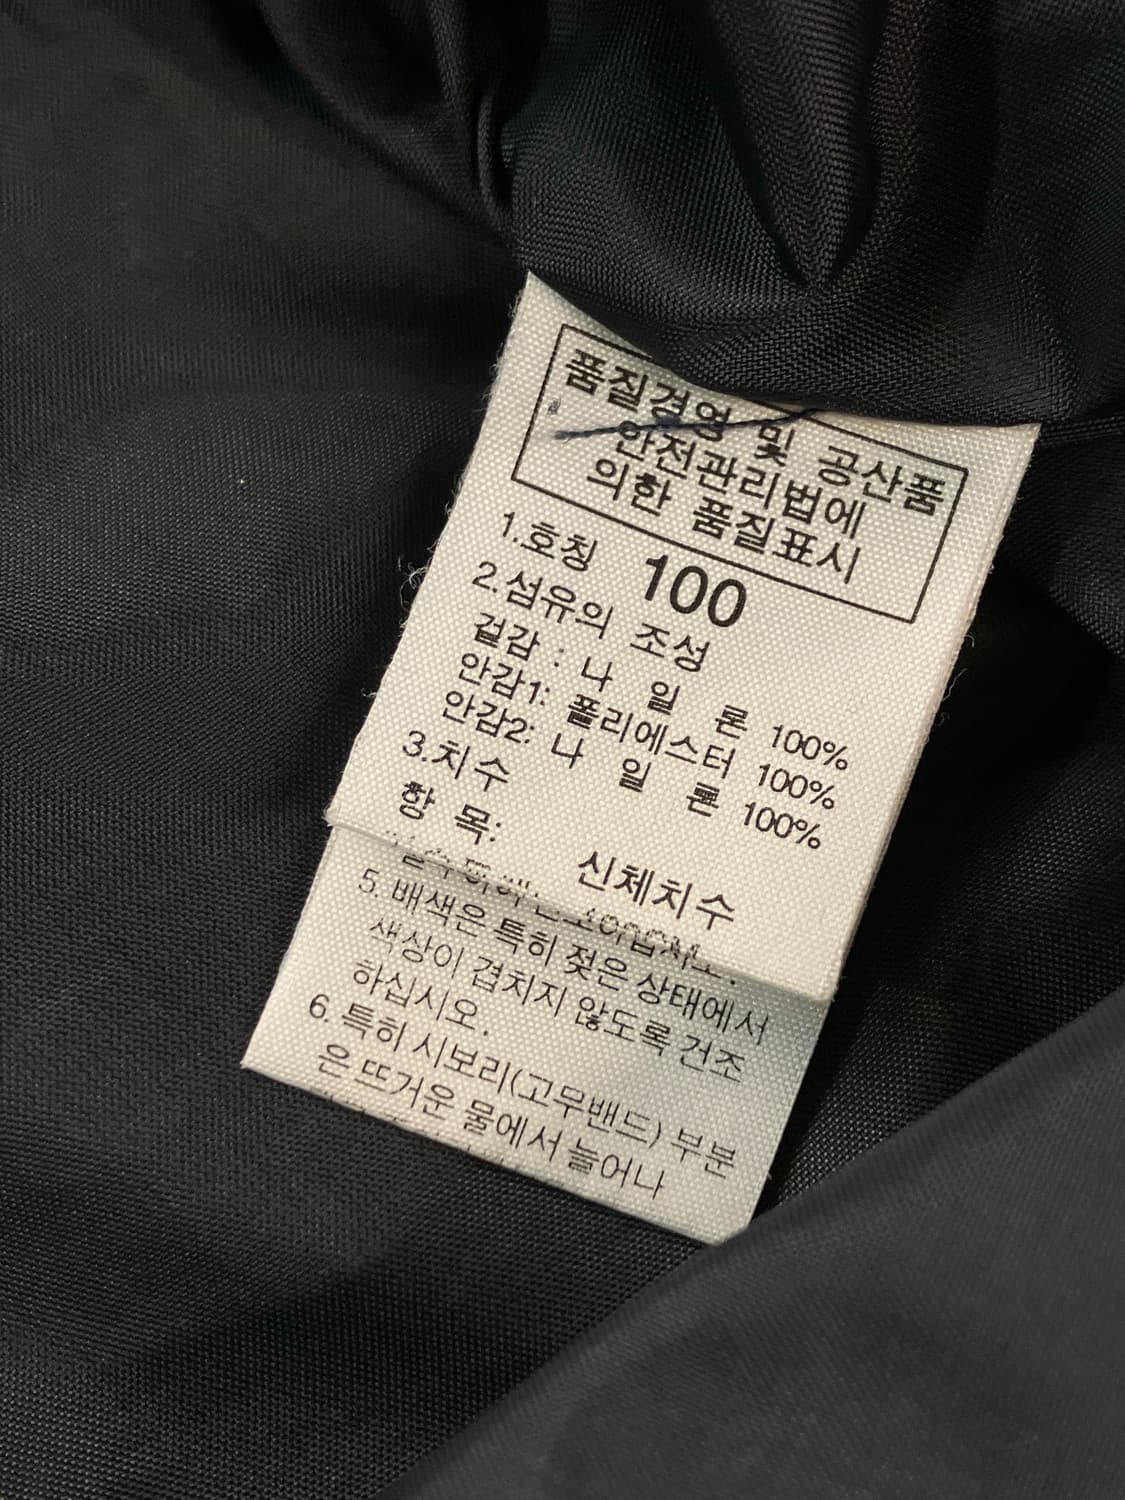 품질경영 및 공산품
안전관리법에
의한 품질표시
1.호칭 100
2.섬유의 조성
겉감 : 나 일 론 100%
안감1: 폴리에스터 100%
안감2: 나 일 론 100%
3.치수
항 목: 신체치수
5. 배색은 특히 젖은 상태에서
색상이 겹치지 않도록 건조
하십시오.
6. 특히 시보리(고무밴드) 부분
은 뜨거운 물에서 늘어나